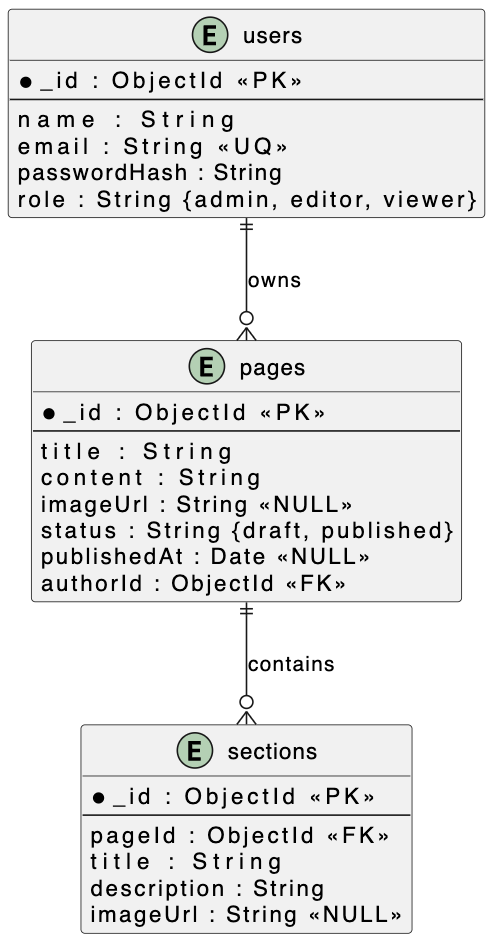 E users
_id : ObjectId «PK»
name : String
email : String «UQ»
passwordHash : String
role : String {admin, editor, viewer}
owns
E pages
_id : ObjectId «PK»
title : String
content : String
imageUrl : String «NULL»
status : String {draft, published}
publishedAt : Date «NULL»
authorId : ObjectId «FK»
contains
E sections
_id : ObjectId «PK»
pageId : ObjectId «FK»
title : String
description : String
imageUrl : String «NULL»